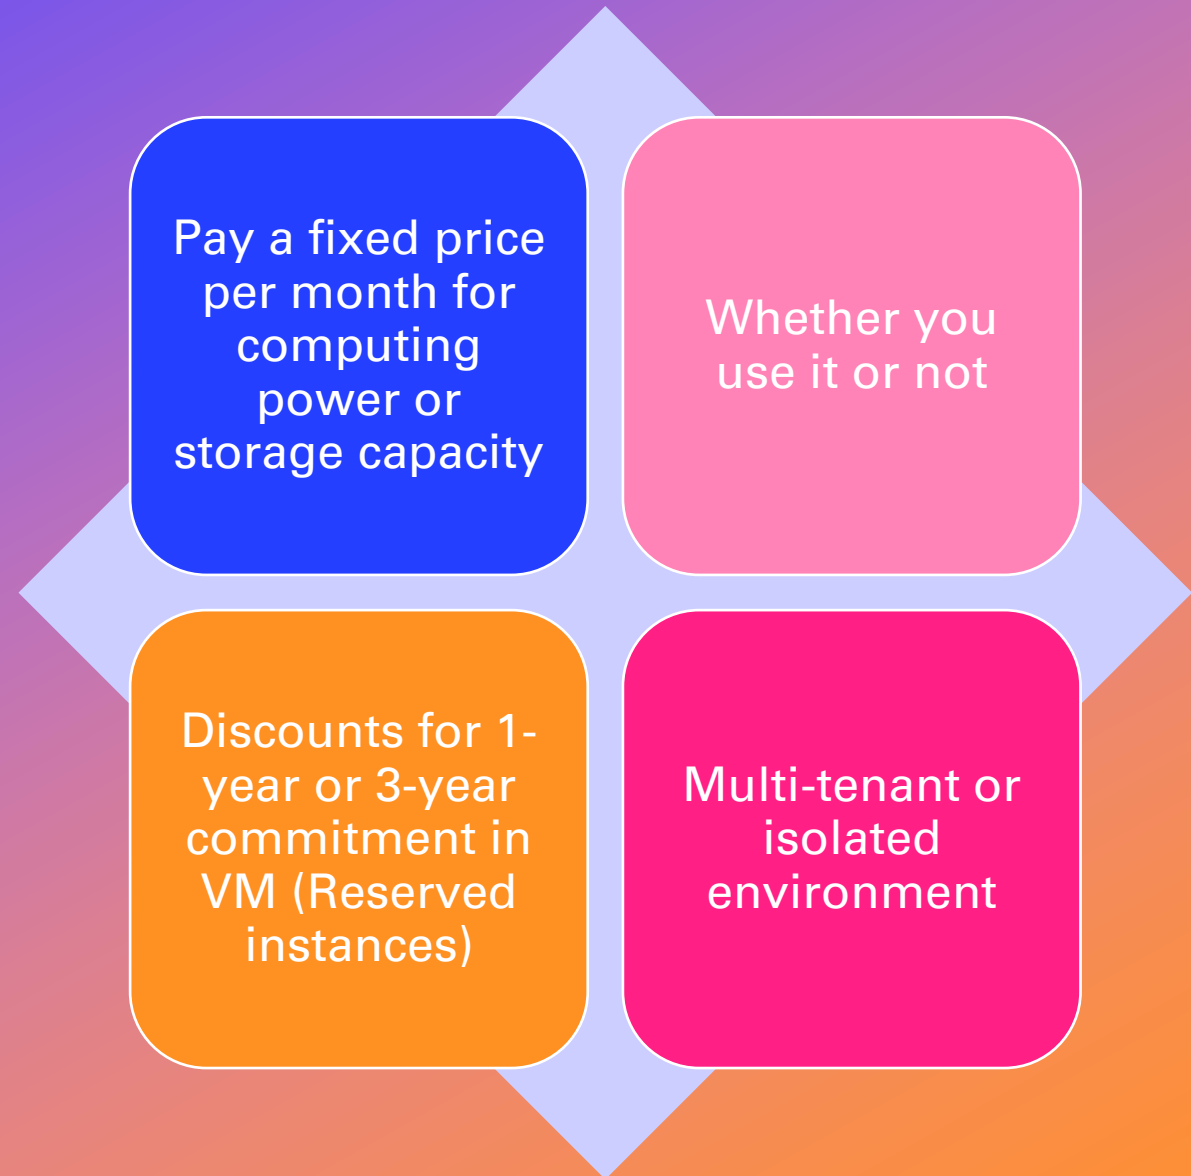 Pay a fixed price
per month for
computing
power or
storage capacity
Whether you
use it or not
Discounts for 1-
year or 3-year
commitment in
VM (Reserved
instances)
Multi-tenant or
isolated
environment